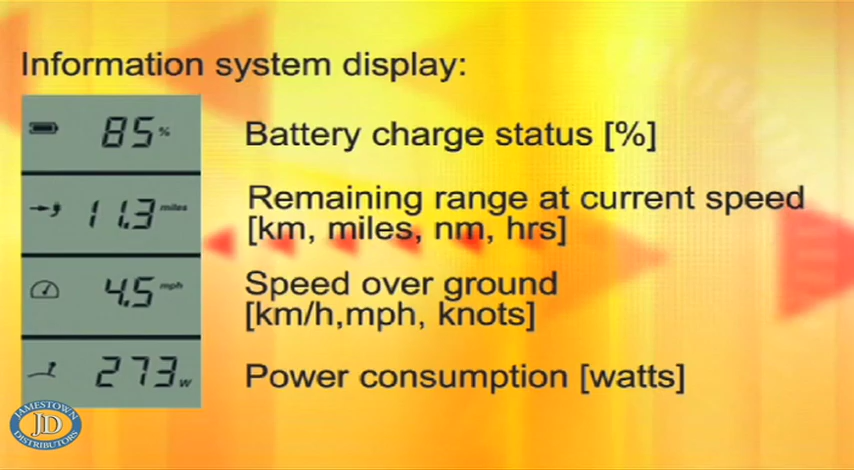 Information system display:
85 %
Battery charge status [%]
11.3 miles
Remaining range at current speed
[km, miles, nm, hrs]
4.5 mph
Speed over ground
[km/h,mph, knots]
273 w
Power consumption [watts]
JAMESTOWN
JD
DISTRIBUTORS